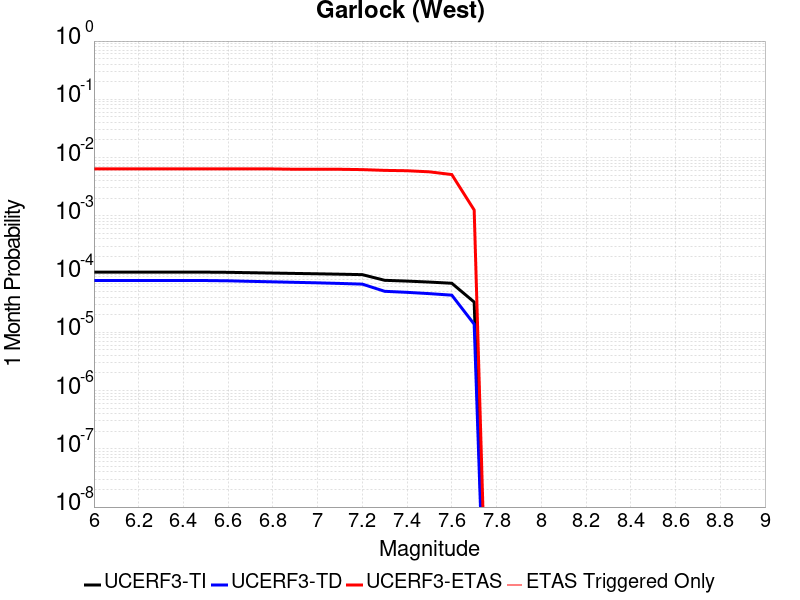 Garlock (West)
10^0
10^-1
10^-2
10^-3
10^-4
10^-5
10^-6
10^-7
10^-8
1 Month Probability
6 6.2 6.4 6.6 6.8 7 7.2 7.4 7.6 7.8 8 8.2 8.4 8.6 8.8 9
Magnitude
UCERF3-TI UCERF3-TD UCERF3-ETAS ETAS Triggered Only